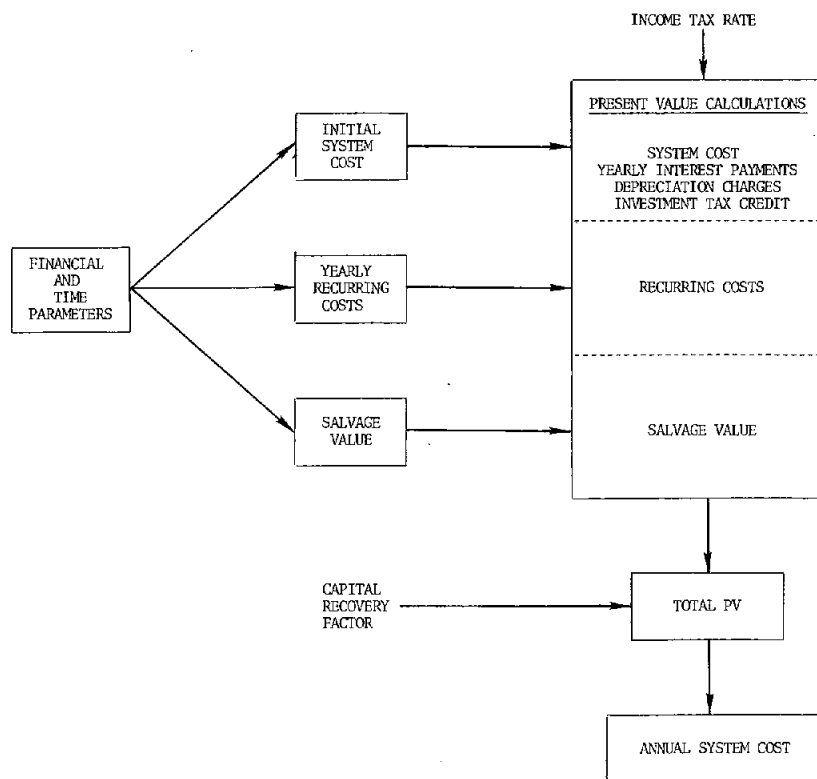 INCOME TAX RATE
PRESENT VALUE CALCULATIONS
INITIAL
SYSTEM
COST
SYSTEM COST
YEARLY INTEREST PAYMENTS
DEPRECIATION CHARGES
INVESTMENT TAX CREDIT
FINANCIAL
AND
TIME
PARAMETERS
YEARLY
RECURRING
COSTS
RECURRING COSTS
SALVAGE
VALUE
SALVAGE VALUE
CAPITAL
RECOVERY
FACTOR
TOTAL PV
ANNUAL SYSTEM COST